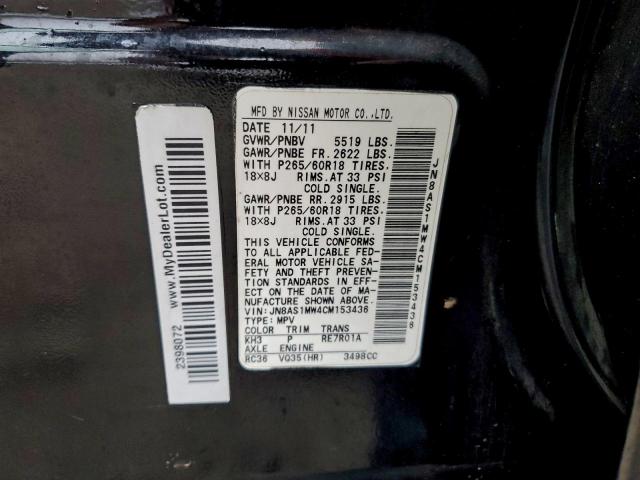 MFD BY NISSAN MOTOR CO.,LTD.
DATE 11/11
GVWR/PNBV 5519 LBS.
GAWR/PNBE FR. 2622 LBS.
WITH P265/60R18 TIRES.
18×8J RIMS.AT 33 PSI
COLD SINGLE.
GAWR/PNBE RR. 2915 LBS.
WITH P265/60R18 TIRES.
18×8J RIMS.AT 33 PSI
COLD SINGLE.
THIS VEHICLE CONFORMS
TO ALL APPLICABLE FED-
ERAL MOTOR VEHICLE SA-
FETY AND THEFT PREVEN-
TION STANDARDS IN EFF-
ECT ON THE DATE OF MA-
NUFACTURE SHOWN ABOVE.
VIN: JN8AS1MW4CM153436
TYPE: MPV
COLOR TRIM TRANS
KH3 P RE7R01A
AXLE ENGINE
RC36 VQ35(HR) 3498CC
JN8AS1MW4CM153436
www.MyDealerLot.com
2398072